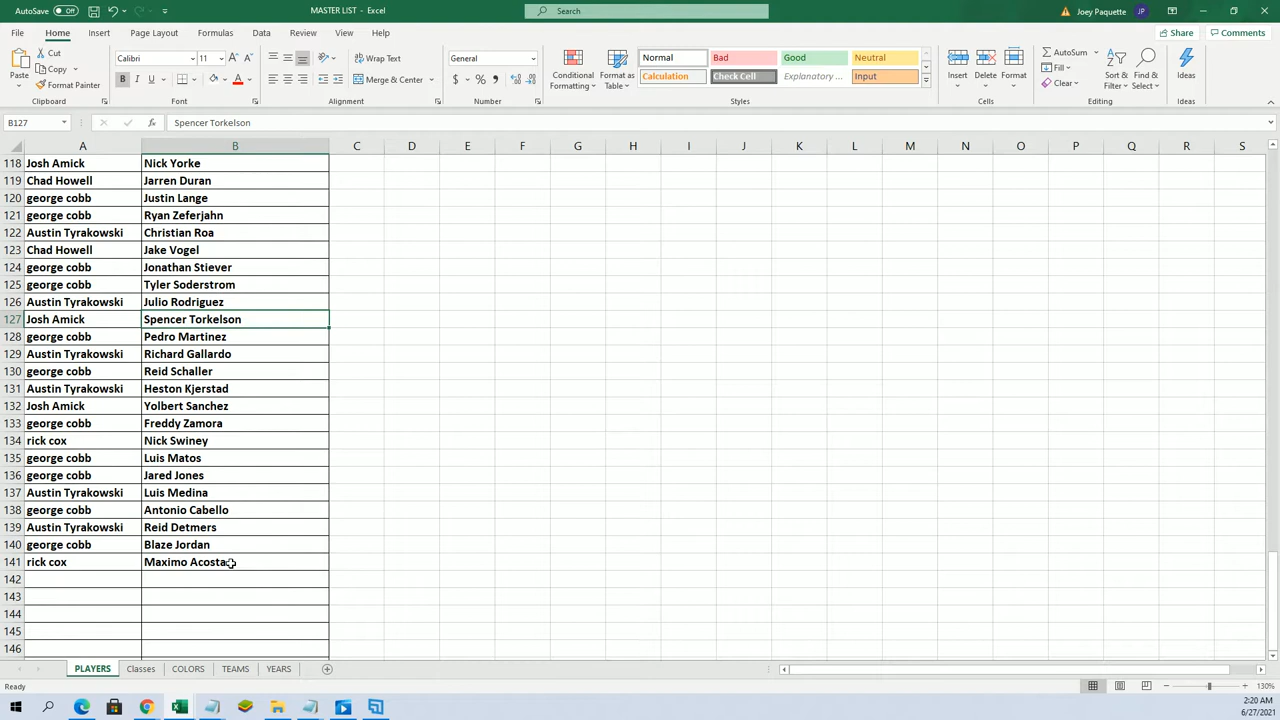 AutoSave Off MASTER LIST - Excel Search Joey Paquette JP
File Home Insert Page Layout Formulas Data Review View Help Share Comments
Paste Cut Copy Format Painter Clipboard
Calibri 11 B I U A Font
Wrap Text Merge & Center Alignment
General $ % Number
Conditional Formatting Format as Table
Normal Bad Good Neutral
Calculation Check Cell Explanatory ... Input
Styles
Insert Delete Format Cells
AutoSum Fill Clear Sort & Filter Find & Select Editing
Ideas Ideas
B127 Spencer Torkelson
A B C D E F G H I J K L M N O P Q R S
118 Josh Amick Nick Yorke
119 Chad Howell Jarren Duran
120 george cobb Justin Lange
121 george cobb Ryan Zeferjahn
122 Austin Tyrakowski Christian Roa
123 Chad Howell Jake Vogel
124 george cobb Jonathan Stiever
125 george cobb Tyler Soderstrom
126 Austin Tyrakowski Julio Rodriguez
127 Josh Amick Spencer Torkelson
128 george cobb Pedro Martinez
129 Austin Tyrakowski Richard Gallardo
130 george cobb Reid Schaller
131 Austin Tyrakowski Heston Kjerstad
132 Josh Amick Yolbert Sanchez
133 george cobb Freddy Zamora
134 rick cox Nick Swiney
135 george cobb Luis Matos
136 george cobb Jared Jones
137 Austin Tyrakowski Luis Medina
138 george cobb Antonio Cabello
139 Austin Tyrakowski Reid Detmers
140 george cobb Blaze Jordan
141 rick cox Maximo Acosta
142
143
144
145
146
PLAYERS Classes COLORS TEAMS YEARS
Ready 130%
2:20 AM
6/27/2021